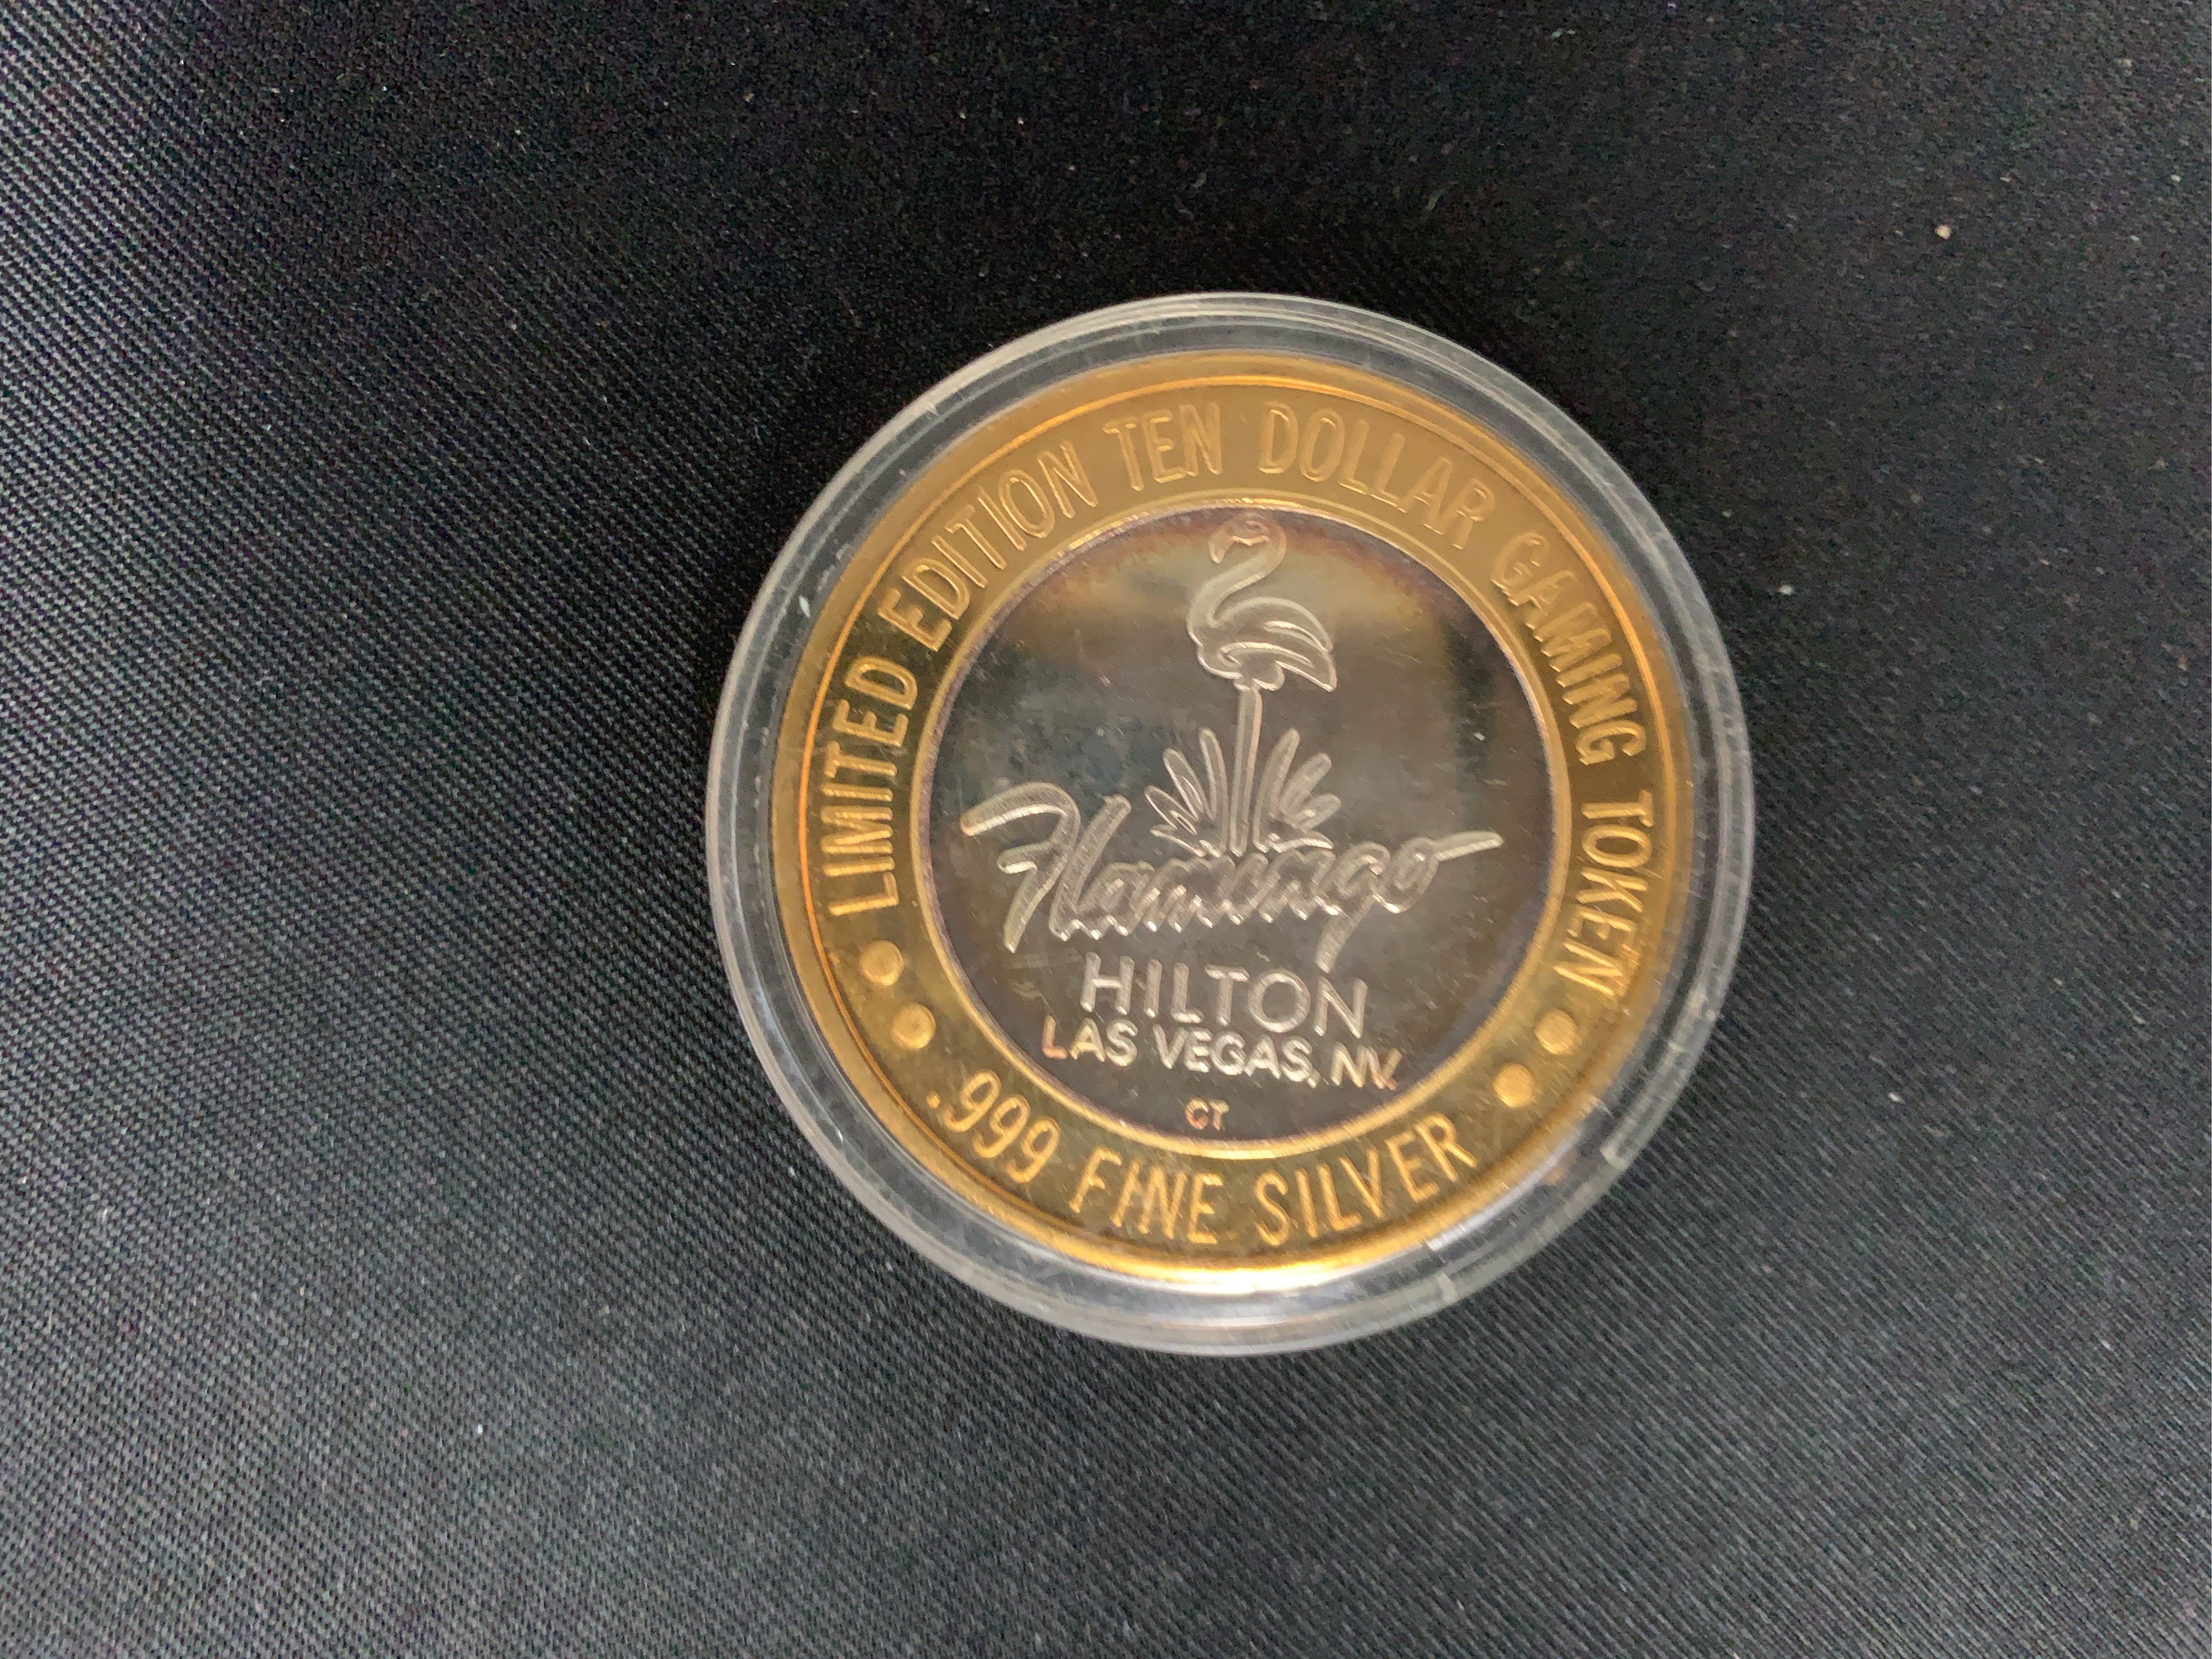 LIMITED EDITION TEN DOLLAR GAMING TOKEN
Flamingo
HILTON
LAS VEGAS, NV.
CT
.999 FINE SILVER